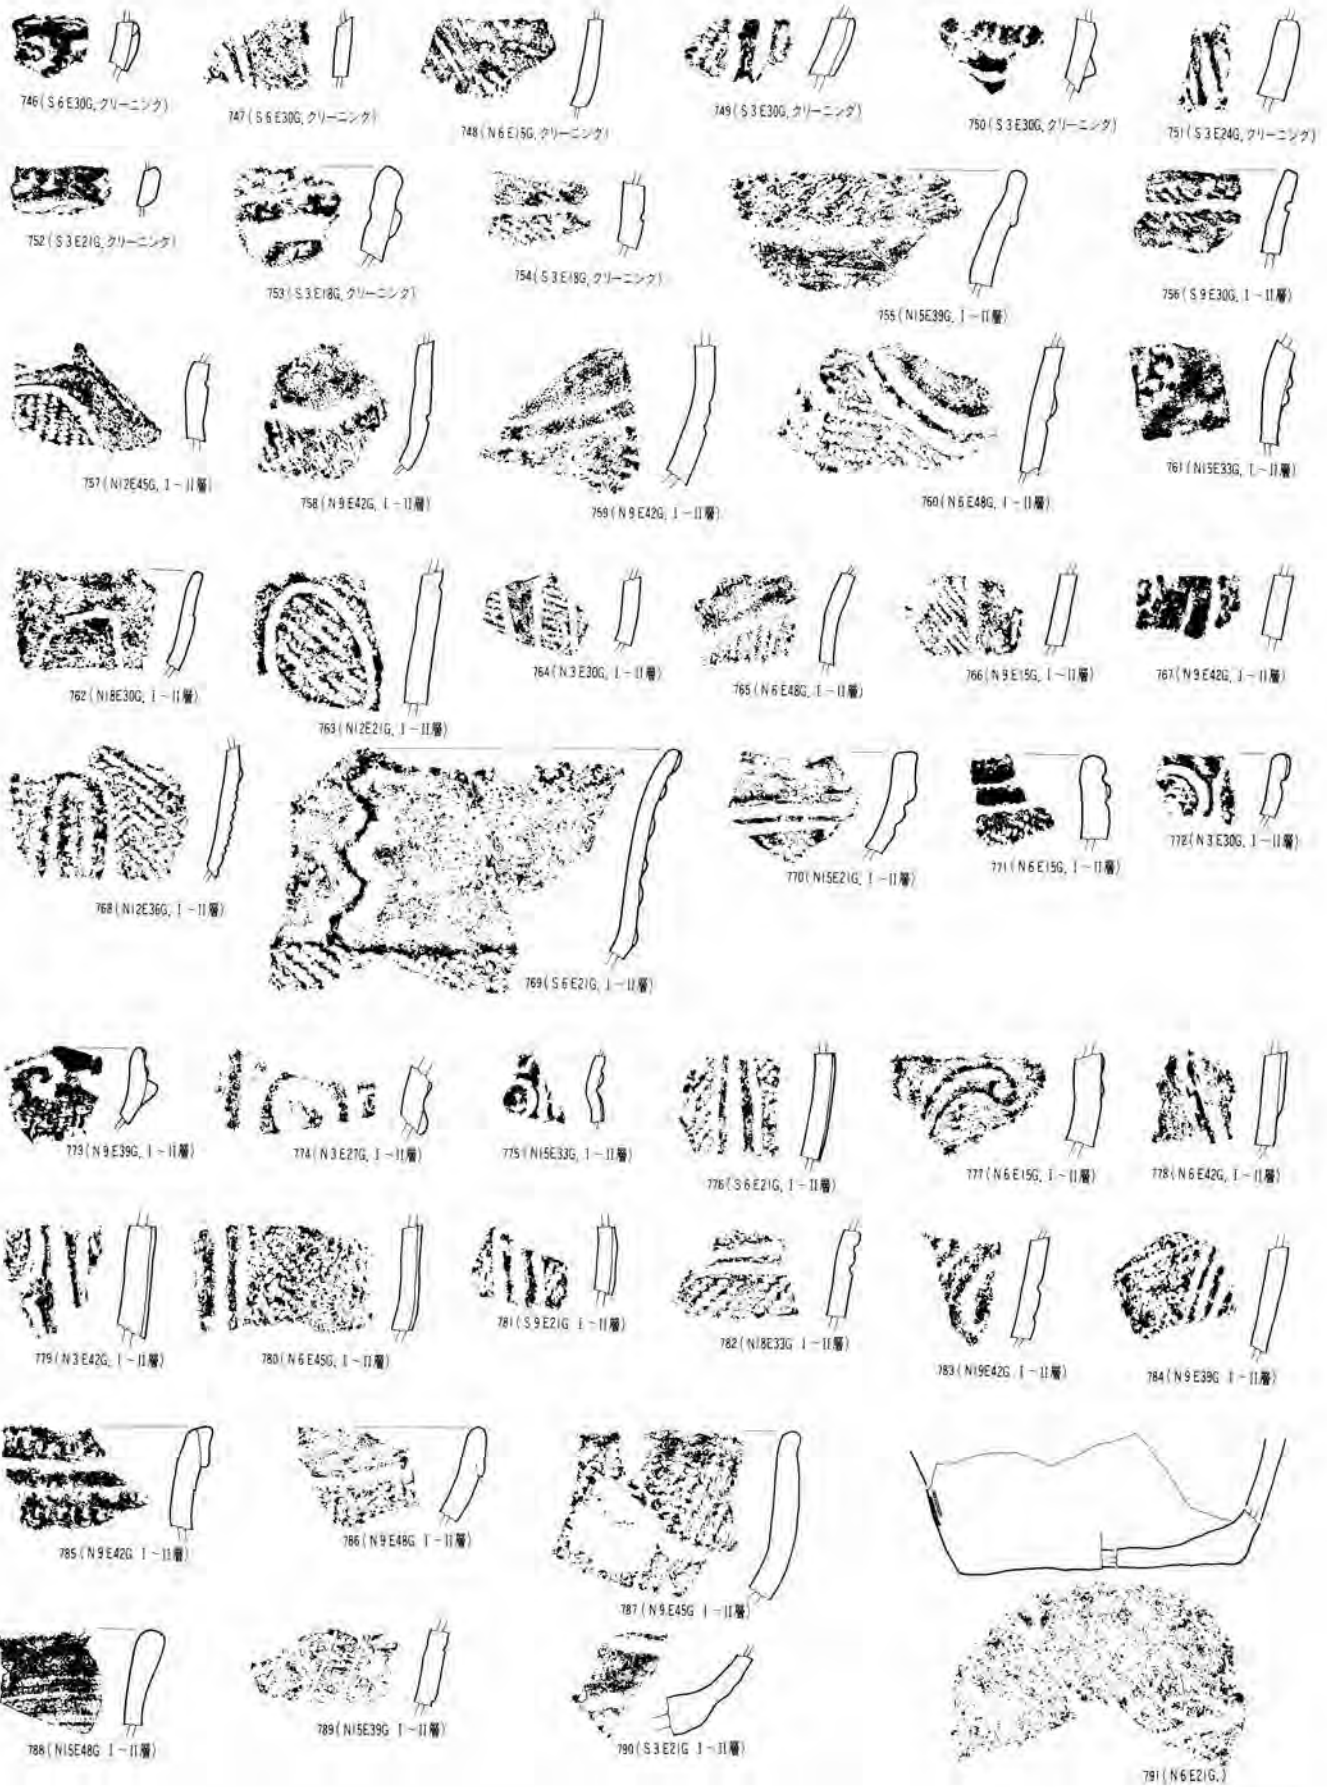 746(S6E30G,クリーニング)
747(S6E30G,クリーニング)
748(N6E15G,クリーニング)
749(S3E30G,クリーニング)
750(S3E30G,クリーニング)
751(S3E24G,クリーニング)
752(S3E21G,クリーニング)
753(S3E18G,クリーニング)
754(S3E18G,クリーニング)
755(N15E39G, I~II層)
756(S9E30G, I~II層)
757(N12E45G, I~II層)
758(N9E42G, I~II層)
759(N9E42G, I~II層)
760(N6E48G, I~II層)
761(N15E33G, I~II層)
762(N18E30G, I~II層)
763(N12E21G, I~II層)
764(N3E30G, I~II層)
765(N6E48G, I~II層)
766(N9E15G, I~II層)
767(N9E42G, I~II層)
768(N12E36G, I~II層)
769(S6E21G, I~II層)
770(N15E21G, I~II層)
771(N6E15G, I~II層)
772(N3E30G, I~II層)
773(N9E39G, I~II層)
774(N3E27G, I~II層)
775(N15E33G, I~II層)
776(S6E21G, I~II層)
777(N6E15G, I~II層)
778(N6E42G, I~II層)
779(N3E42G, I~II層)
780(N6E45G, I~II層)
781(S9E21G I~II層)
782(N18E33G I~II層)
783(N19E42G I~II層)
784(N9E39G I~II層)
785(N9E42G I~II層)
786(N9E48G I~II層)
787(N9E45G I~II層)
788(N15E48G I~II層)
789(N15E39G I~II層)
790(S3E21G I~II層)
791(N6E21G,)